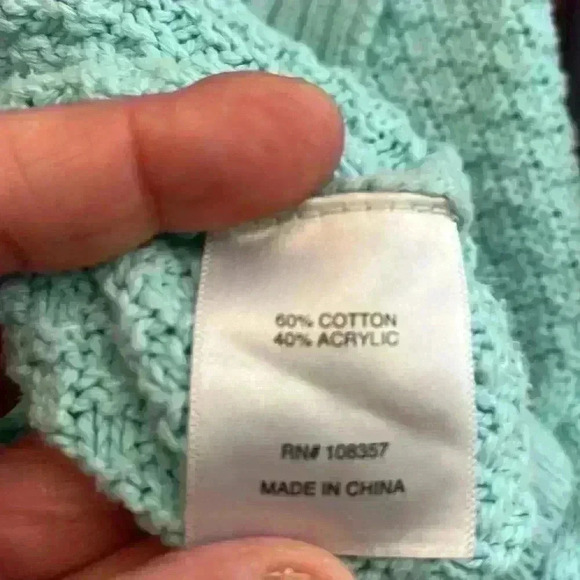 60% COTTON
40% ACRYLIC
RN# 108357
MADE IN CHINA